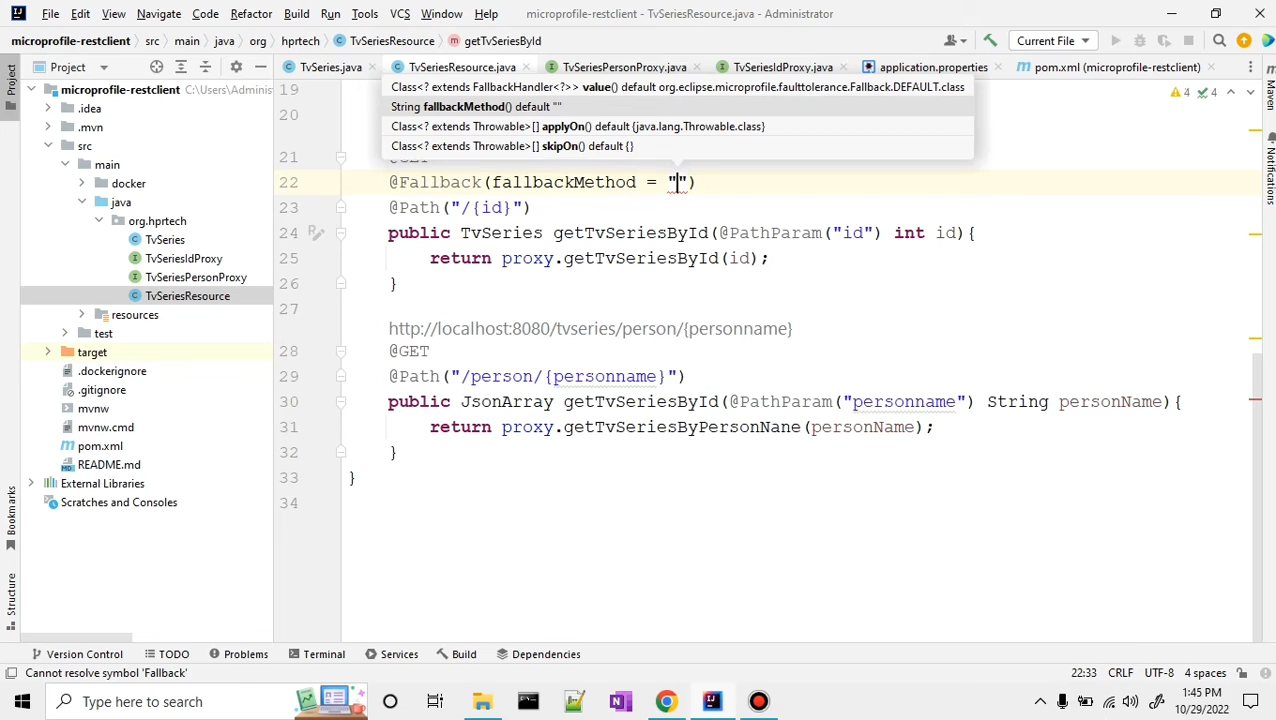 File Edit View Navigate Code Refactor Build Run Tools VCS Window Help microprofile-restclient - TvSeriesResource.java - Administrator
microprofile-restclient src main java org hprtech TvSeriesResource getTvSeriesById Current File
Project Project TvSeries.java TvSeriesResource.java TvSeriesPersonProxy.java TvSeriesIdProxy.java application.properties pom.xml (microprofile-restclient)
microprofile-restclient C:\Users\Adminis
.idea
.mvn
src
main
docker
java
org.hprtech
TvSeries
TvSeriesIdProxy
TvSeriesPersonProxy
TvSeriesResource
resources
test
target
.dockerignore
.gitignore
mvnw
mvnw.cmd
pom.xml
README.md
External Libraries
Scratches and Consoles
Class<? extends FallbackHandler<?>> value() default org.eclipse.microprofile.faulttolerance.Fallback.DEFAULT.class
String fallbackMethod() default ""
Class<? extends Throwable>[] applyOn() default {java.lang.Throwable.class}
Class<? extends Throwable>[] skipOn() default {}
4 4
19
20
21 @GET
22 @Fallback(fallbackMethod = "")
23 @Path("/{id}")
24 public TvSeries getTvSeriesById(@PathParam("id") int id){
25 return proxy.getTvSeriesById(id);
26 }
27
http://localhost:8080/tvseries/person/{personname}
28 @GET
29 @Path("/person/{personname}")
30 public JsonArray getTvSeriesById(@PathParam("personname") String personName){
31 return proxy.getTvSeriesByPersonNane(personName);
32 }
33 }
34
Notifications
Bookmarks
Structure
Version Control TODO Problems Terminal Services Build Dependencies
Cannot resolve symbol 'Fallback' 22:33 CRLF UTF-8 4 spaces
Type here to search 1:45 PM
10/29/2022